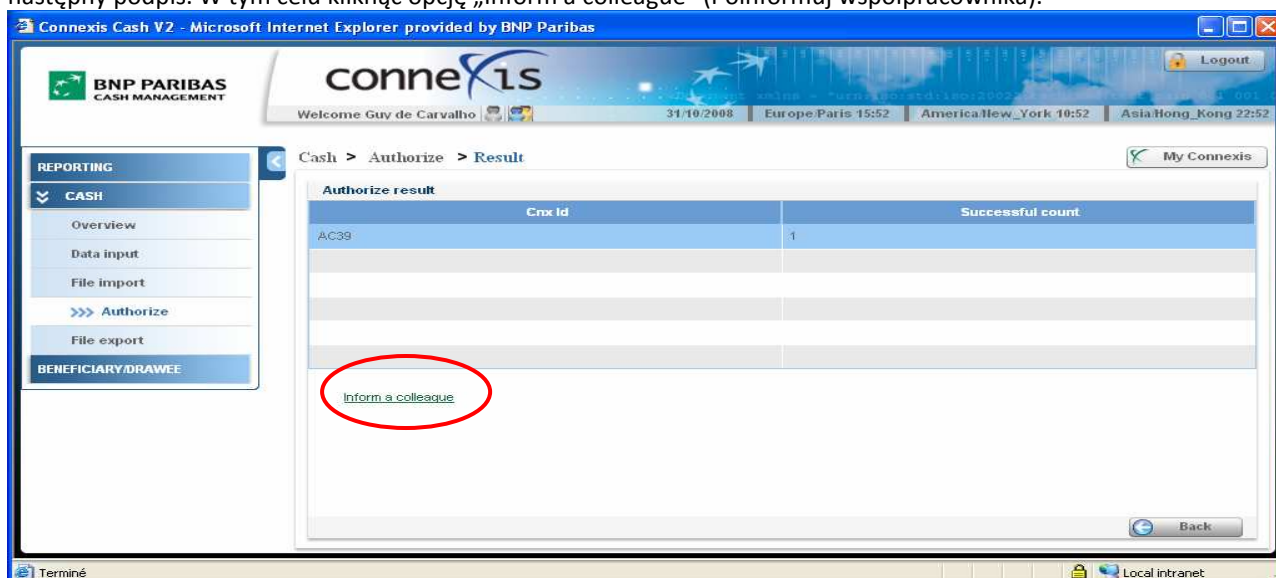 następny podpis. W tym celu kliknąć opcję „Inform a colleague” (Poinformuj współpracownika).
Connexis Cash V2 - Microsoft Internet Explorer provided by BNP Paribas
BNP PARIBAS
CASH MANAGEMENT
connexis
Logout
Welcome Guy de Carvalho
31/10/2008 Europe/Paris 15:52 America/New_York 10:52 Asia/Hong_Kong 22:52
Cash > Authorize > Result
My Connexis
REPORTING
CASH
Overview
Data input
File import
>>> Authorize
File export
BENEFICIARY/DRAWEE
Authorize result
Cnx Id Successful count
AC39 1
Inform a colleague
Back
Terminé
Local intranet